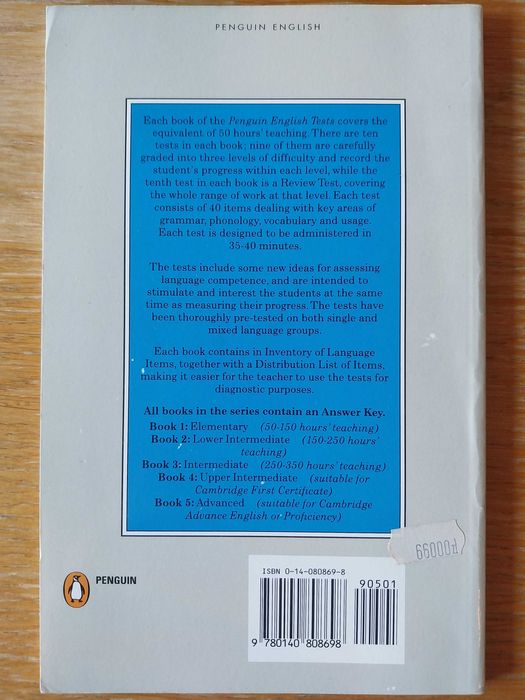 PENGUIN ENGLISH
Each book of the Penguin English Tests covers the
equivalent of 50 hours' teaching. There are ten
tests in each book; nine of them are carefully
graded into three levels of difficulty and record the
student's progress within each level, while the
tenth test in each book is a Review Test, covering
the whole range of work at that level. Each test
consists of 40 items dealing with key areas of
grammar, phonology, vocabulary and usage.
Each test is designed to be administered in
35-40 minutes.
The tests include some new ideas for assessing
language competence, and are intended to
stimulate and interest the students at the same
time as measuring their progress. The tests have
been thoroughly pre-tested on both single and
mixed language groups.
Each book contains in Inventory of Language
Items, together with a Distribution List of Items,
making it easier for the teacher to use the tests for
diagnostic purposes.
All books in the series contain an Answer Key.
Book 1: Elementary (50-150 hours' teaching)
Book 2: Lower Intermediate (150-250 hours'
teaching)
Book 3: Intermediate (250-350 hours' teaching)
Book 4: Upper Intermediate (suitable for
Cambridge First Certificate)
Book 5: Advanced (suitable for Cambridge
Advance English or Proficiency)
ISBN 0-14-080869-8
90501
9 780140 808698
PENGUIN